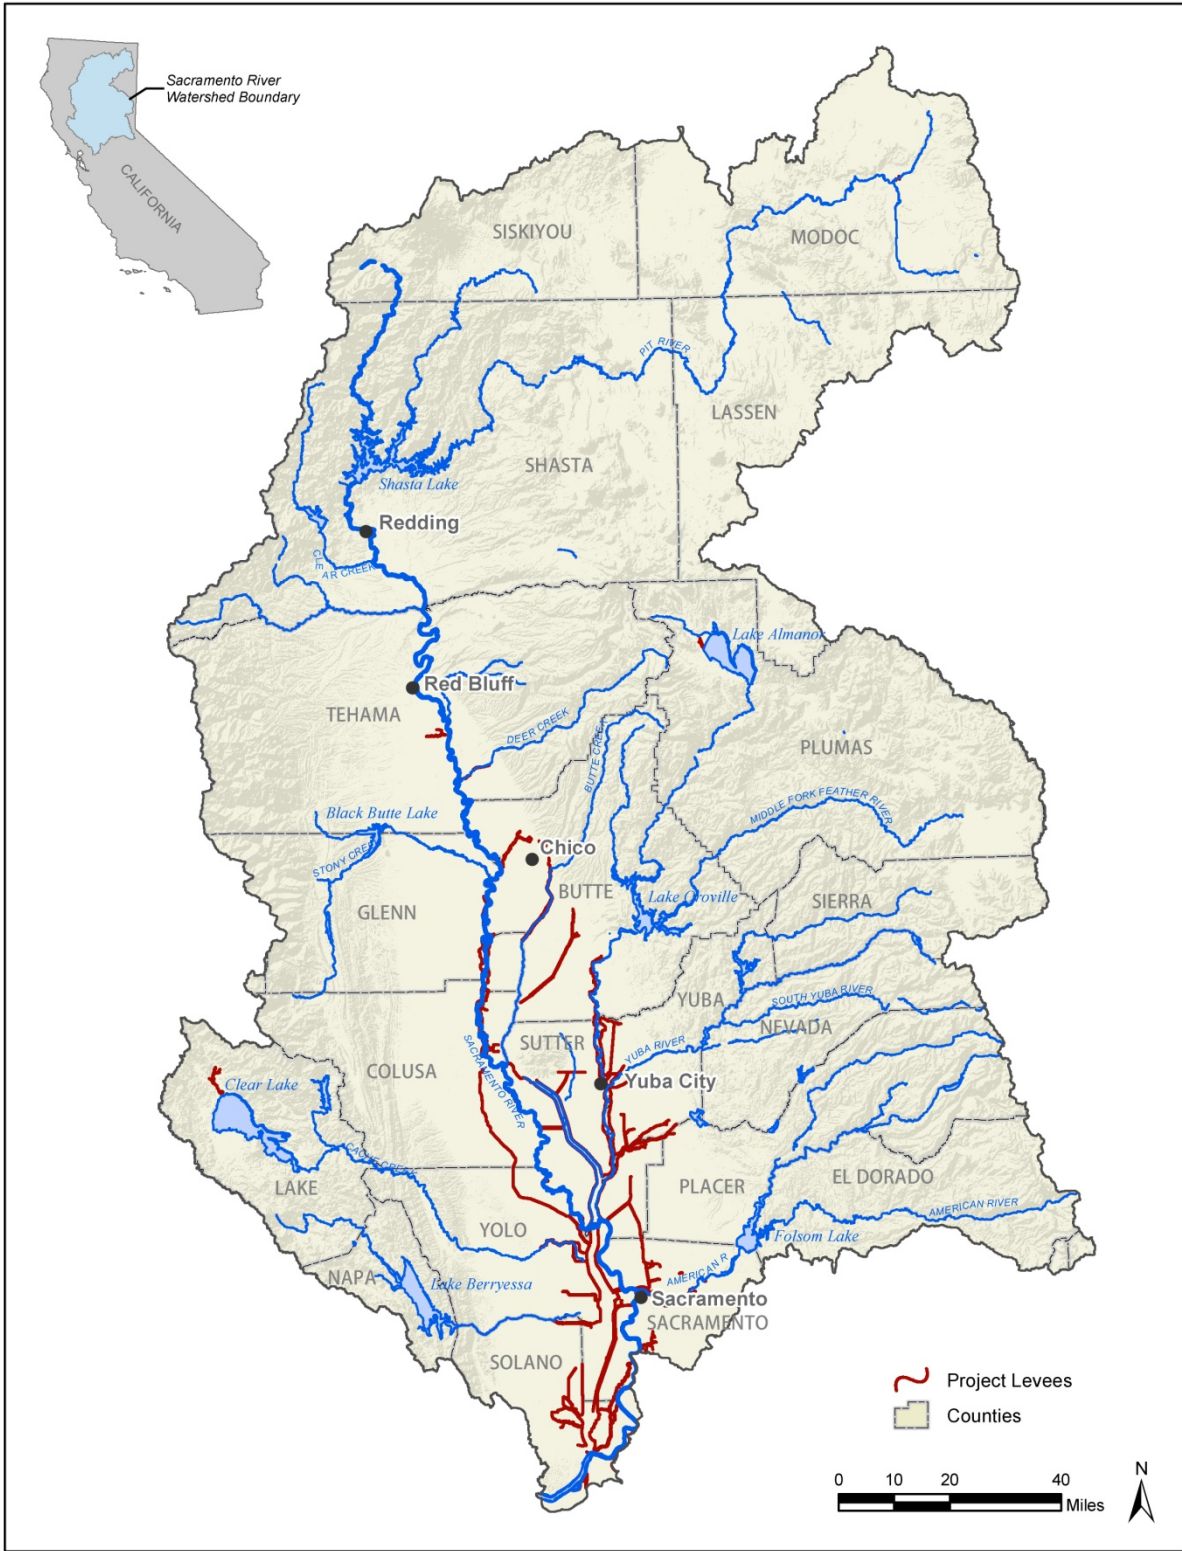 Sacramento River
Watershed Boundary
CALIFORNIA
SISKIYOU
MODOC
PIT RIVER
LASSEN
SHASTA
Shasta Lake
Redding
CLEAR CREEK
Lake Almanor
Red Bluff
TEHAMA
DEER CREEK
BUTTE CREEK
PLUMAS
MIDDLE FORK FEATHER RIVER
Black Butte Lake
STONY CREEK
Chico
BUTTE
Lake Oroville
SIERRA
GLENN
YUBA
SOUTH YUBA RIVER
NEVADA
SUTTER
SACRAMENTO RIVER
YUBA RIVER
COLUSA
Clear Lake
Yuba City
CACHE CREEK
LAKE
PLACER
EL DORADO
AMERICAN RIVER
YOLO
Folsom Lake
NAPA
Lake Berryessa
AMERICAN R
Sacramento
SACRAMENTO
SOLANO
Project Levees
Counties
0 10 20 40
Miles
N